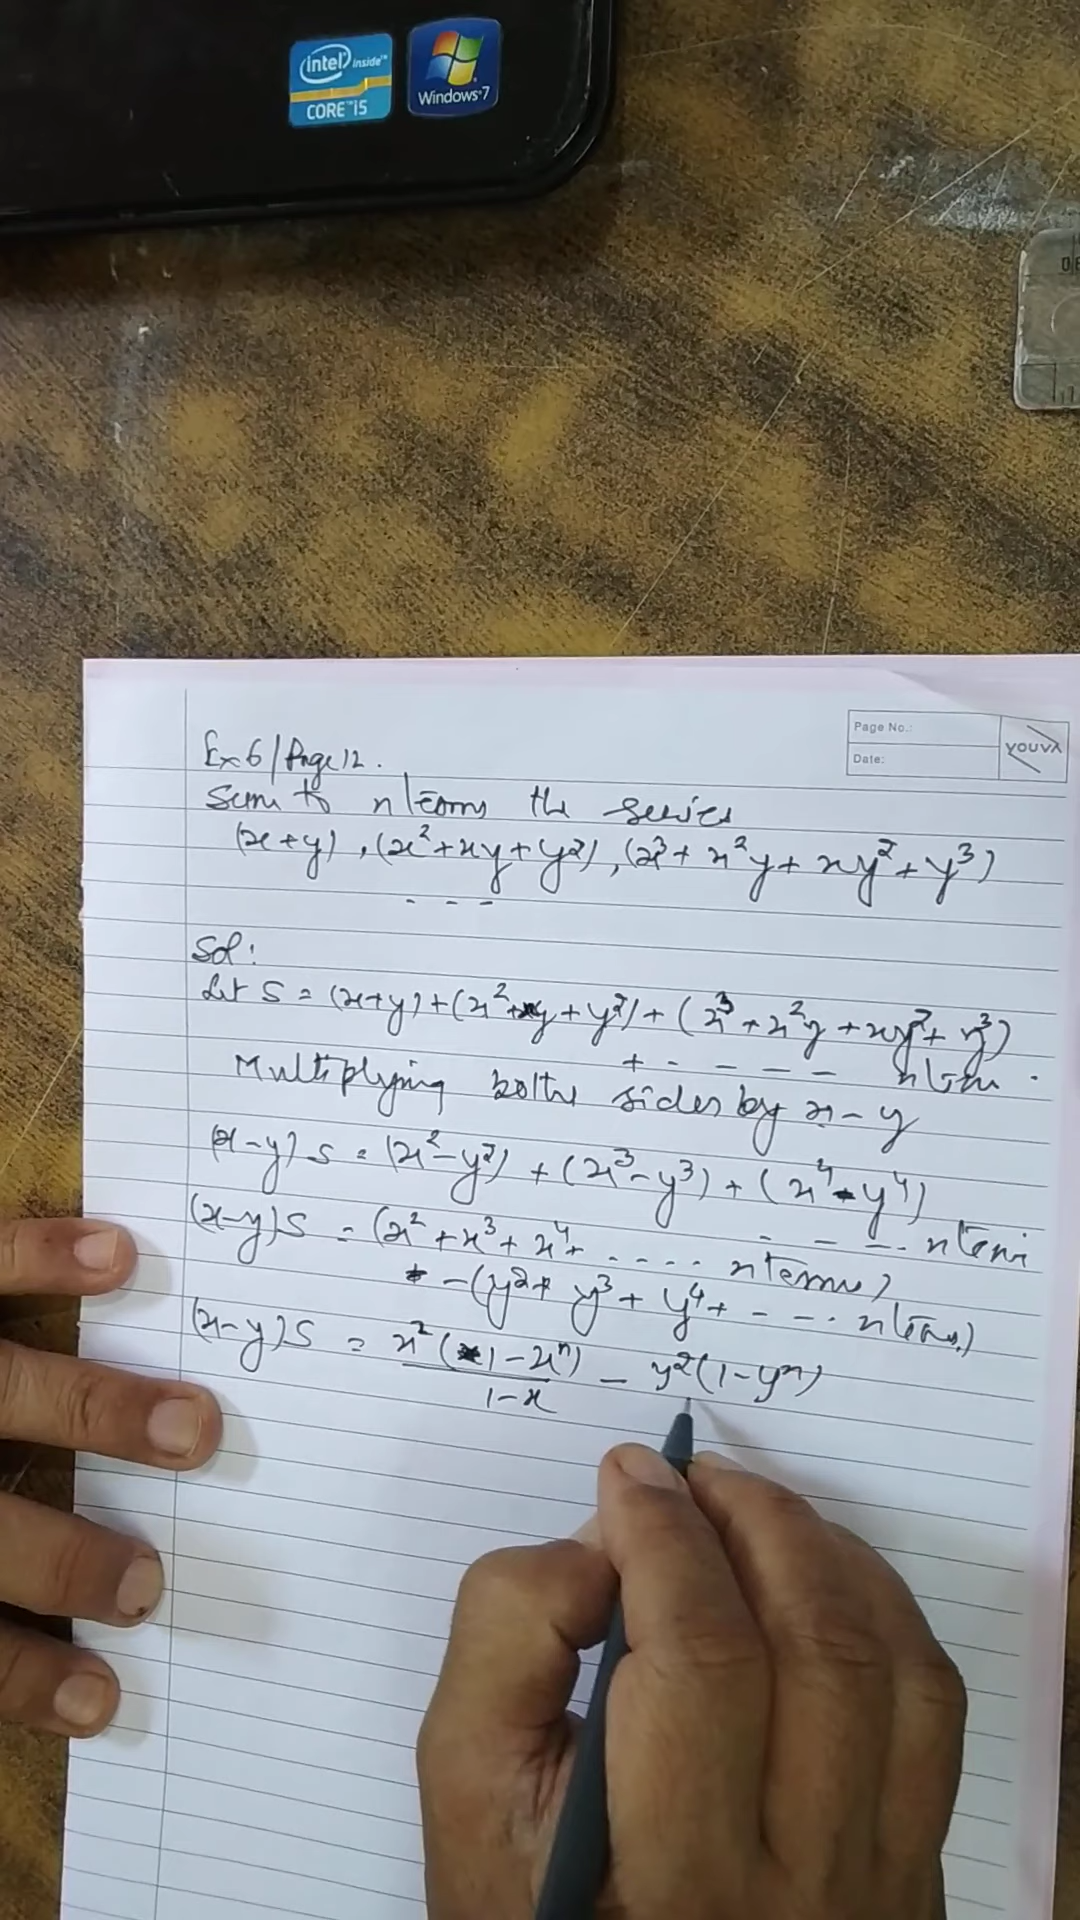 intel inside™
CORE™ i5
Windows®7
Page No.:
Date:
YOUVA
Ex 6 / Page 12.
Sum to n terms the series
(x+y), (x²+xy+y²), (x³+x²y+xy²+y³)
- - -
Sol:
Let S = (x+y)+(x²+xy+y²)+(x³+x²y+xy²+y³)
+ - - - - n term.
Multiplying both sides by x-y
(x-y) S = (x²-y²) + (x³-y³) + (x⁴-y⁴)
- - -.. n terms
(x-y)S = (x²+x³+x⁴+ . . . . n terms)
-(y²+y³+y⁴+ - - -. n terms.)
(x-y)S = x²(1-xⁿ) - y²(1-yⁿ)
1-x